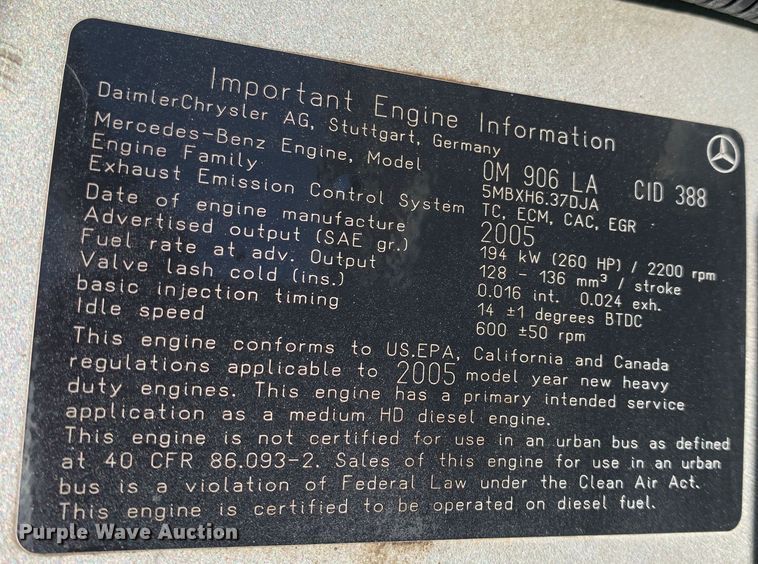 Important Engine Information
DaimlerChrysler AG, Stuttgart, Germany
Mercedes-Benz Engine, Model OM 906 LA CID 388
Engine Family 5MBXH6.37DJA
Exhaust Emission Control System TC, ECM, CAC, EGR
Date of engine manufacture 2005
Advertised output (SAE gr.) 194 kW (260 HP) / 2200 rpm
Fuel rate at adv. Output 128 - 136 mm³ / stroke
Valve lash cold (ins.) 0.016 int. 0.024 exh.
basic injection timing 14 ±1 degrees BTDC
Idle speed 600 ±50 rpm
This engine conforms to US.EPA, California and Canada
regulations applicable to 2005 model year new heavy
duty engines. This engine has a primary intended service
application as a medium HD diesel engine.
This engine is not certified for use in an urban bus as defined
at 40 CFR 86.093-2. Sales of this engine for use in an urban
bus is a violation of Federal Law under the Clean Air Act.
This engine is certified to be operated on diesel fuel.
Purple Wave Auction